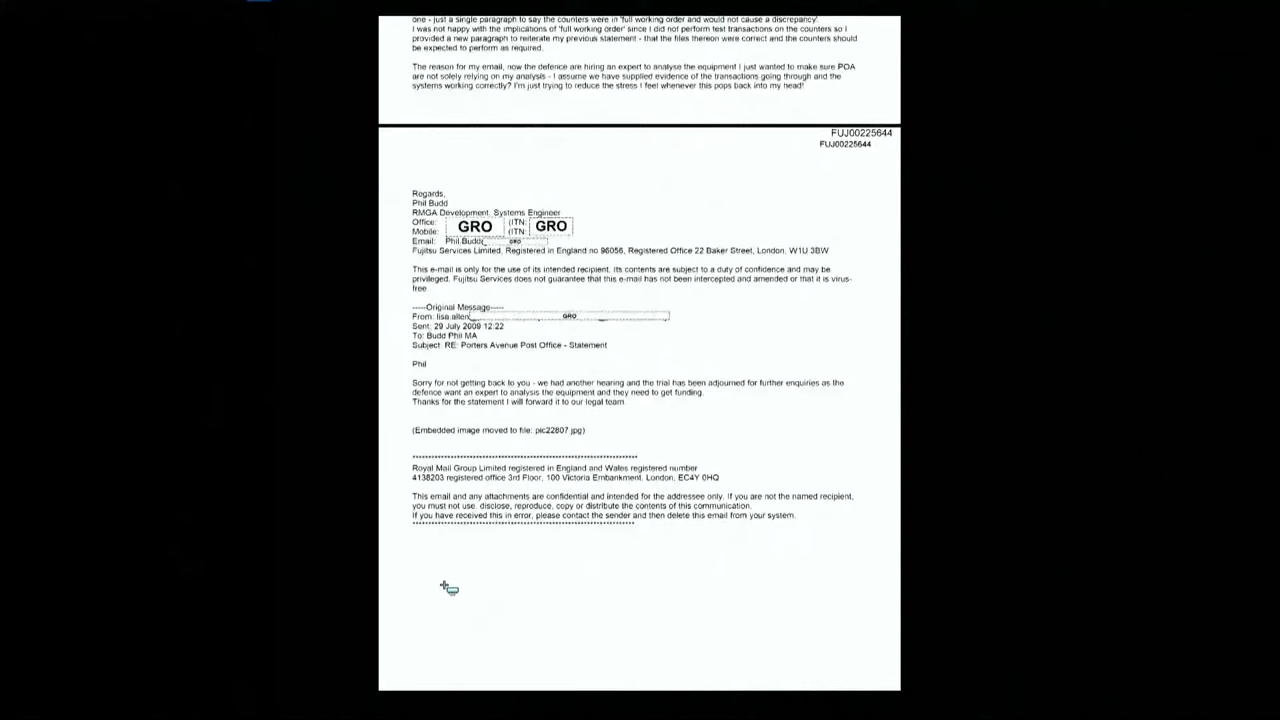 one - just a single paragraph to say the counters were in 'full working order and would not cause a discrepancy'.
I was not happy with the implications of 'full working order' since I did not perform test transactions on the counters so I
provided a new paragraph to reiterate my previous statement - that the files thereon were correct and the counters should
be expected to perform as required.
The reason for my email, now the defence are hiring an expert to analyse the equipment I just wanted to make sure POA
are not solely relying on my analysis - I assume we have supplied evidence of the transactions going through and the
systems working correctly? I'm just trying to reduce the stress I feel whenever this pops back into my head!
FUJ00225644
FUJ00225644
Regards,
Phil Budd
RMGA Development, Systems Engineer
Office: GRO (ITN: GRO
Mobile: (ITN:
Email: Phil.Budd GRO
Fujitsu Services Limited, Registered in England no 96056, Registered Office 22 Baker Street, London, W1U 3BW
This e-mail is only for the use of its intended recipient. Its contents are subject to a duty of confidence and may be
privileged. Fujitsu Services does not guarantee that this e-mail has not been intercepted and amended or that it is virus-
free.
-----Original Message-----
From: lisa.allen GRO
Sent: 29 July 2009 12:22
To: Budd Phil MA
Subject: RE: Porters Avenue Post Office - Statement
Phil
Sorry for not getting back to you - we had another hearing and the trial has been adjourned for further enquiries as the
defence want an expert to analysis the equipment and they need to get funding.
Thanks for the statement I will forward it to our legal team
(Embedded image moved to file: pic22807.jpg)
Royal Mail Group Limited registered in England and Wales registered number
4138203 registered office 3rd Floor, 100 Victoria Embankment, London, EC4Y 0HQ
This email and any attachments are confidential and intended for the addressee only. If you are not the named recipient,
you must not use, disclose, reproduce, copy or distribute the contents of this communication.
If you have received this in error, please contact the sender and then delete this email from your system.